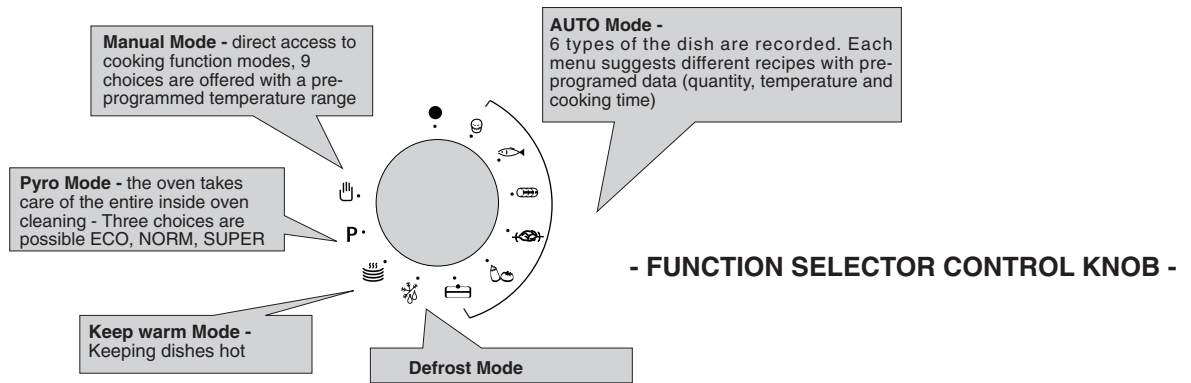 AUTO Mode -
6 types of the dish are recorded. Each
menu suggests different recipes with pre-
programed data (quantity, temperature and
cooking time)
Manual Mode - direct access to
cooking function modes, 9
choices are offered with a pre-
programmed temperature range
Pyro Mode - the oven takes
care of the entire inside oven
cleaning - Three choices are
possible ECO, NORM, SUPER
P
- FUNCTION SELECTOR CONTROL KNOB -
Keep warm Mode -
Keeping dishes hot
Defrost Mode